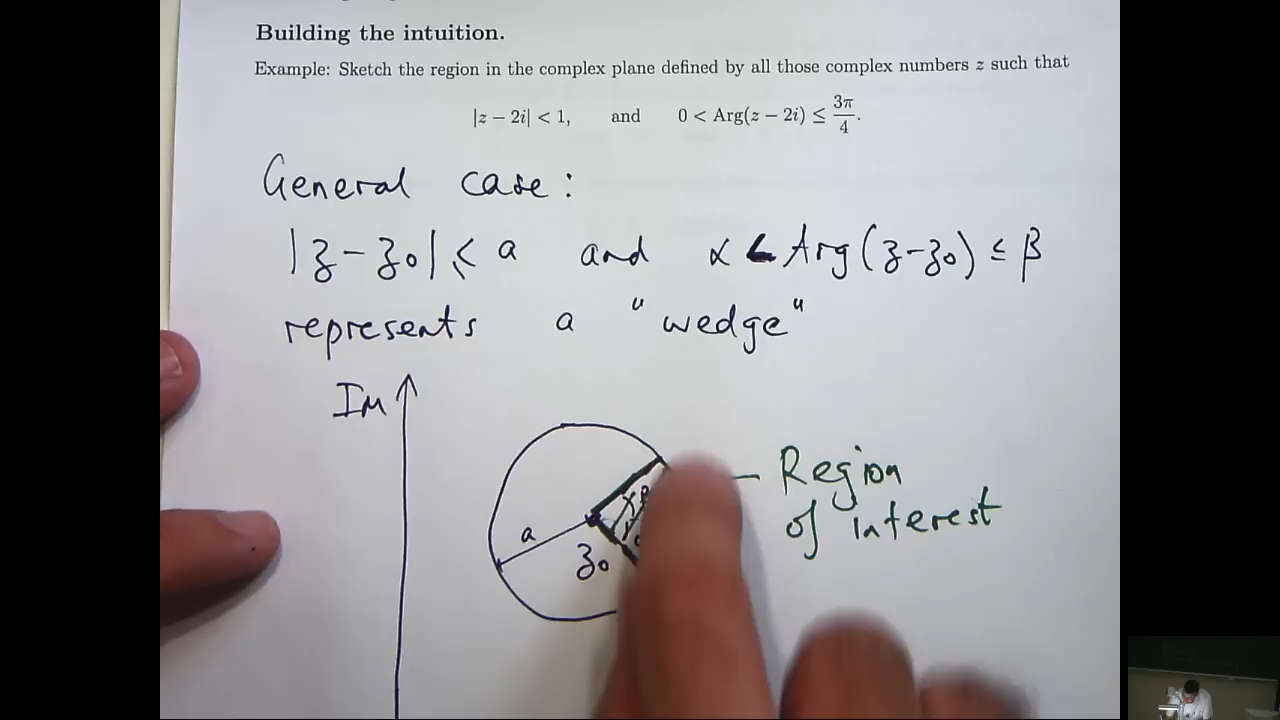 Building the intuition.
Example: Sketch the region in the complex plane defined by all those complex numbers z such that
|z − 2i| < 1, and 0 < Arg(z − 2i) ≤ 3π/4.
General case:
|z − z₀| ≤ a and α < Arg(z − z₀) ≤ β
represents a "wedge"
Im
Region
of interest
a
z₀